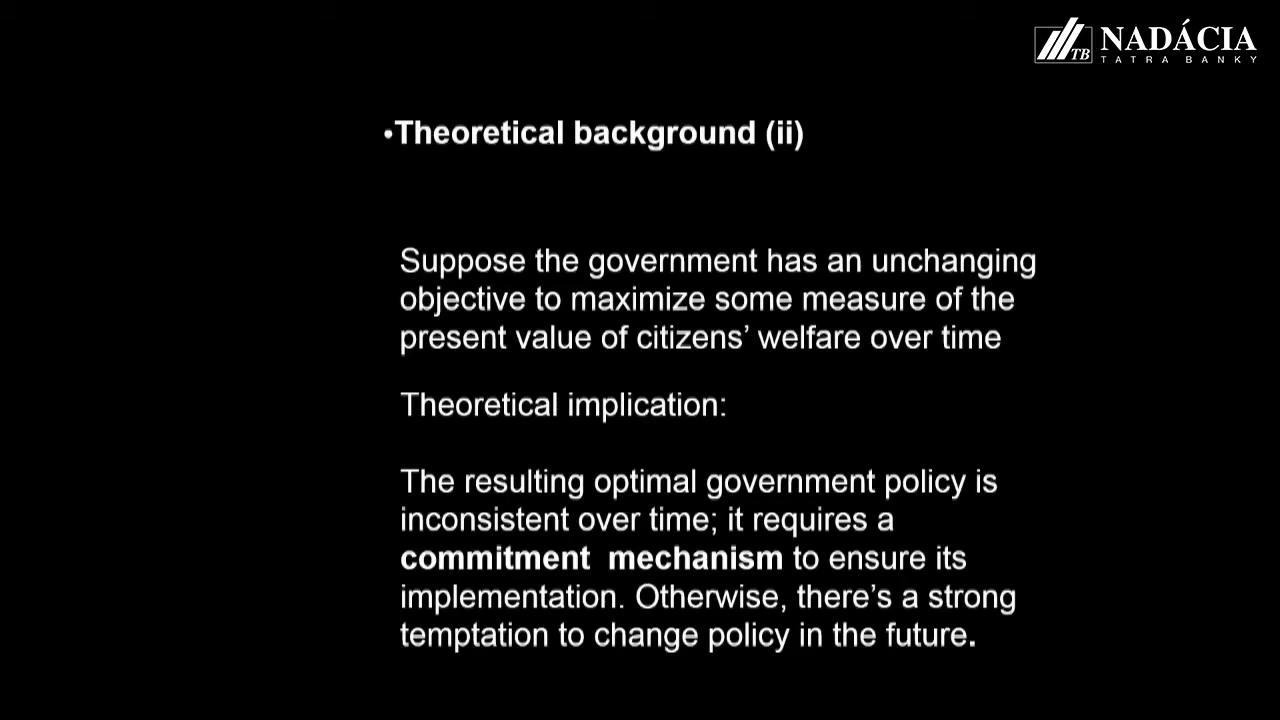 TB NADÁCIA
TATRA BANKY
•Theoretical background (ii)
Suppose the government has an unchanging
objective to maximize some measure of the
present value of citizens’ welfare over time
Theoretical implication:
The resulting optimal government policy is
inconsistent over time; it requires a
commitment mechanism to ensure its
implementation. Otherwise, there’s a strong
temptation to change policy in the future.